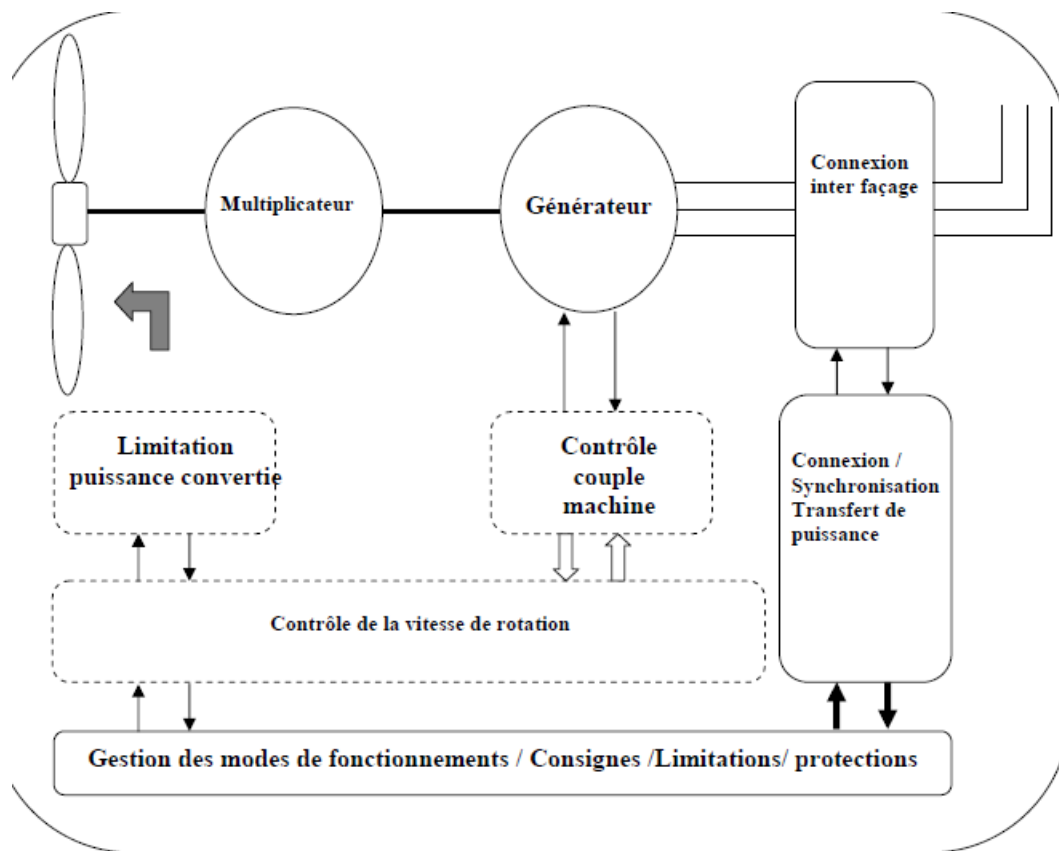 Multiplicateur
Générateur
Connexion
inter façage
Limitation
puissance convertie
Contrôle
couple
machine
Connexion /
Synchronisation
Transfert de
puissance
Contrôle de la vitesse de rotation
Gestion des modes de fonctionnements / Consignes /Limitations/ protections